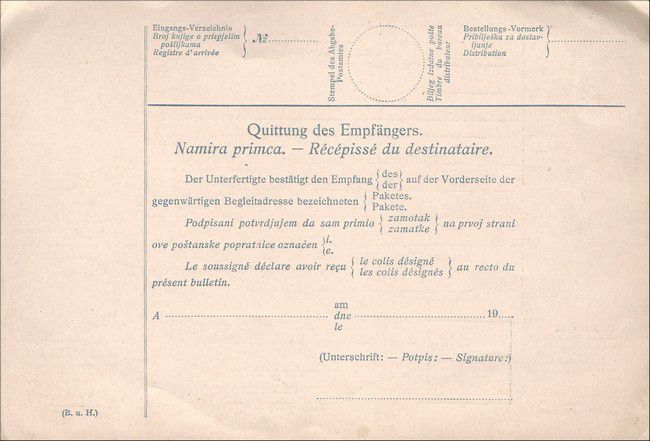 Eingangs-Verzeichnis
Broj knjige o prispjelim
pošiljkama
Registre d'arrivée
№
Stempel des Abgabe-
Postamtes
Biljeg izdajne pošte
Timbre du bureau
distributeur
Bestellungs-Vormerk
Pribilješka za dostav-
ljanje
Distribution
Quittung des Empfängers.
Namira primca. — Récépissé du destinataire.
Der Unterfertigte bestätigt den Empfang {des der} auf der Vorderseite der
gegenwärtigen Begleitadresse bezeichneten { Paketes. Pakete.
Podpisani potvrdjujem da sam primio { zamotak zamatke } na prvoj strani
ove poštanske popratnice označen }i. e.
Le soussigné déclare avoir reçu { le colis désigné les colis désignés } au recto du
présent bulletin.
A am dne le 19
(Unterschrift: — Potpis: — Signature:)
(B. u. H.)